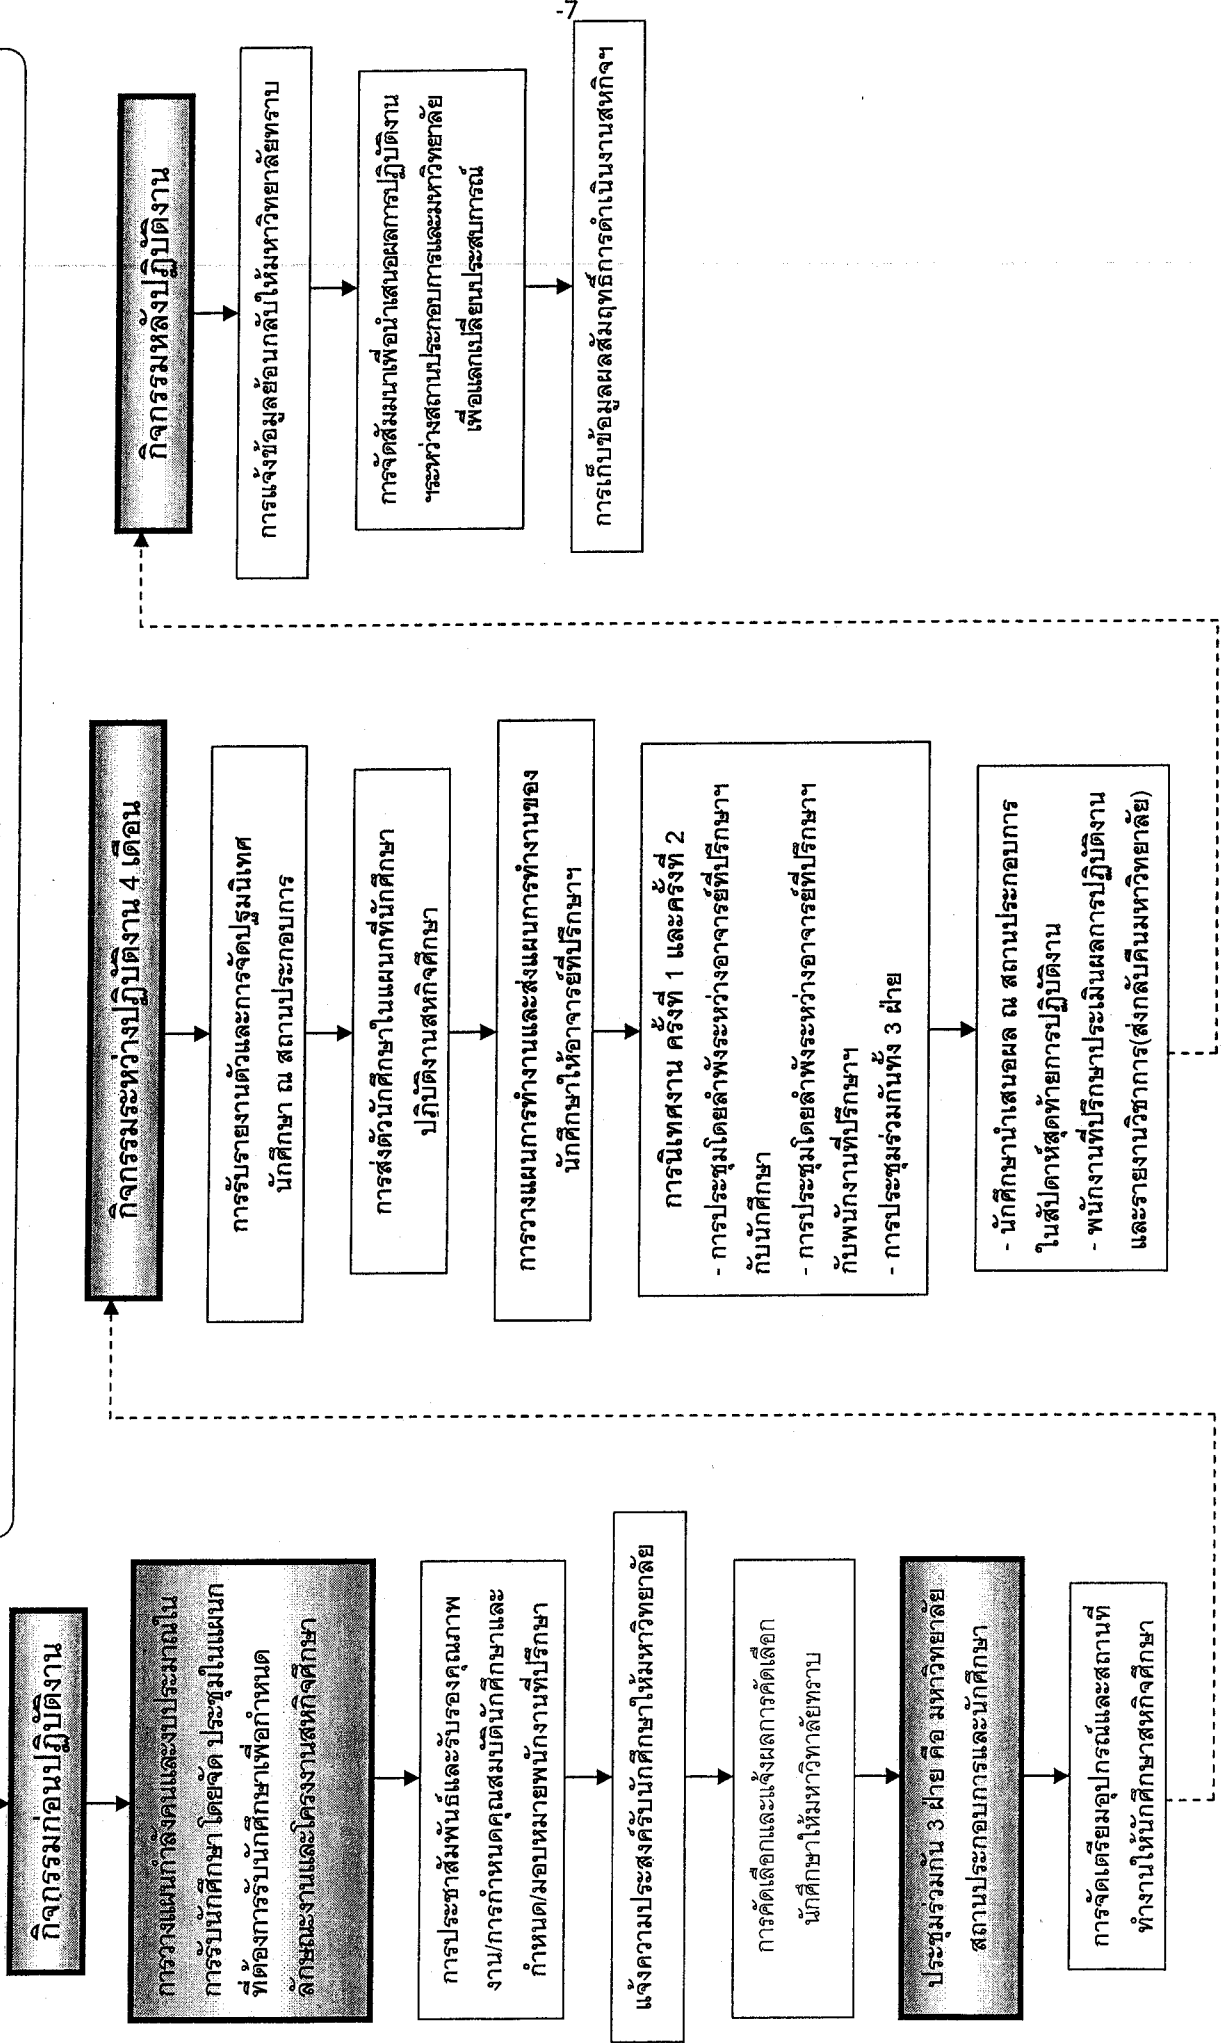 -7
กิจกรรมก่อนปฏิบัติงาน
การวางแผนกำลังคนและงบประมาณใน
การรับนักศึกษา โดยจัด ประชุมในแผนก
ที่ต้องการรับนักศึกษาเพื่อกำหนด
ลักษณะงานและโครงงานสหกิจศึกษา
การประชาสัมพันธ์และรับรองคุณภาพ
งาน/การกำหนดคุณสมบัตินักศึกษาและ
กำหนด/มอบหมายพนักงานที่ปรึกษา
แจ้งความประสงค์รับนักศึกษาให้มหาวิทยาลัย
การคัดเลือกและแจ้งผลการคัดเลือก
นักศึกษาให้มหาวิทยาลัยทราบ
ประชุมร่วมกัน 3 ฝ่าย คือ มหาวิทยาลัย
สถานประกอบการและนักศึกษา
การจัดเตรียมอุปกรณ์และสถานที่
ทำงานให้นักศึกษาสหกิจศึกษา
กิจกรรมระหว่างปฏิบัติงาน 4 เดือน
การรับรายงานตัวและการจัดปฐมนิเทศ
นักศึกษา ณ สถานประกอบการ
การส่งตัวนักศึกษาในแผนกที่นักศึกษา
ปฏิบัติงานสหกิจศึกษา
การวางแผนการทำงานและส่งแผนการทำงานของ
นักศึกษาให้อาจารย์ที่ปรึกษาฯ
การนิเทศงาน ครั้งที่ 1 และครั้งที่ 2
- การประชุมโดยลำพังระหว่างอาจารย์ที่ปรึกษาฯ
กับนักศึกษา
- การประชุมโดยลำพังระหว่างอาจารย์ที่ปรึกษาฯ
กับพนักงานที่ปรึกษาฯ
- การประชุมร่วมกันทั้ง 3 ฝ่าย
- นักศึกษานำเสนอผล ณ สถานประกอบการ
ในสัปดาห์สุดท้ายการปฏิบัติงาน
- พนักงานที่ปรึกษาประเมินผลการปฏิบัติงาน
และรายงานวิชาการ(ส่งกลับคืนมหาวิทยาลัย)
กิจกรรมหลังปฏิบัติงาน
การแจ้งข้อมูลย้อนกลับให้มหาวิทยาลัยทราบ
การจัดสัมมนาเพื่อนำเสนอผลการปฏิบัติงาน
ฯระหว่างสถานประกอบการและมหาวิทยาลัย
เพื่อแลกเปลี่ยนประสบการณ์
การเก็บข้อมูลผลสัมฤทธิ์การดำเนินงานสหกิจฯ